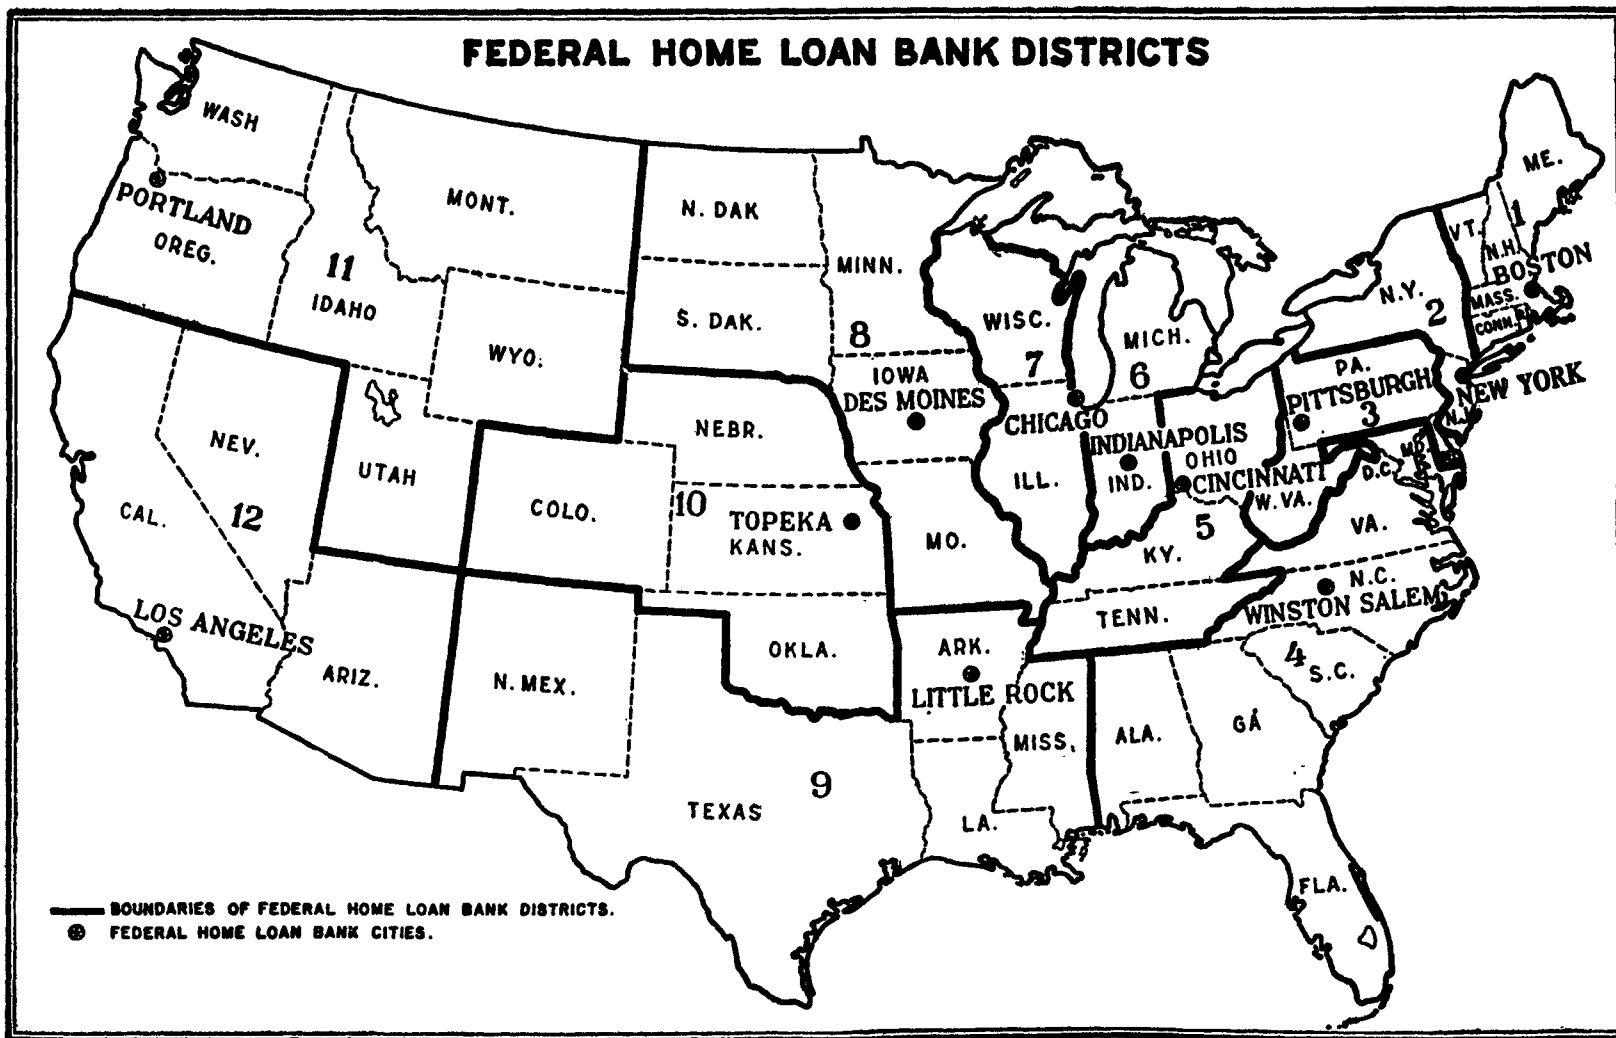 FEDERAL HOME LOAN BANK DISTRICTS
WASH
PORTLAND
OREG.
11
IDAHO
MONT.
WYO.
N. DAK
S. DAK.
MINN.
8
IOWA
DES MOINES
WISC.
7
MICH.
6
CHICAGO
ILL.
INDIANAPOLIS
IND.
OHIO
CINCINNATI
W. VA.
5
KY.
TENN.
ME.
VT.
N.H.
1
BOSTON
MASS.
CONN.
R.I.
N.Y.
2
NEW YORK
N.J.
PA.
PITTSBURGH
3
MD.
D.C.
VA.
N.C.
WINSTON SALEM
4
S.C.
GA
ALA.
FLA.
NEV.
UTAH
CAL.
12
LOS ANGELES
ARIZ.
COLO.
NEBR.
10
TOPEKA
KANS.
MO.
OKLA.
N. MEX.
ARK.
LITTLE ROCK
MISS.
LA.
9
TEXAS
BOUNDARIES OF FEDERAL HOME LOAN BANK DISTRICTS.
FEDERAL HOME LOAN BANK CITIES.